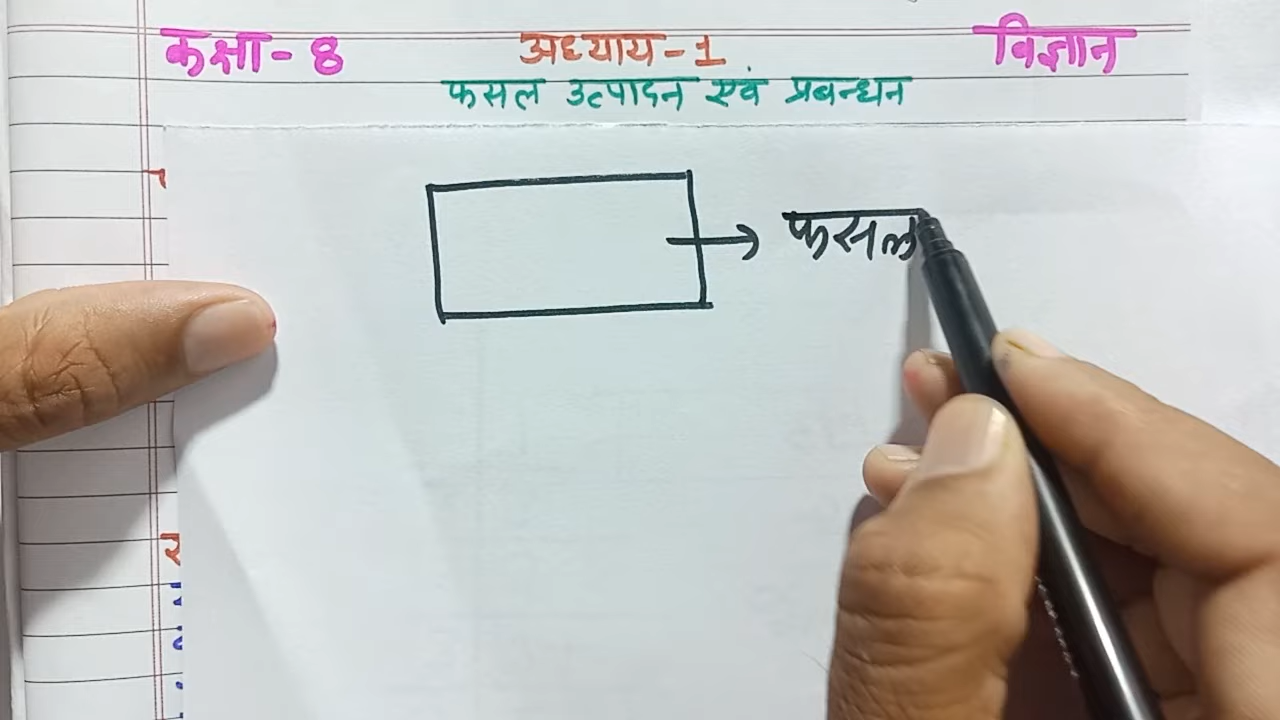 कक्षा-8 अध्याय-1 विज्ञान
फसल उत्पादन एवं प्रबन्धन
फसल